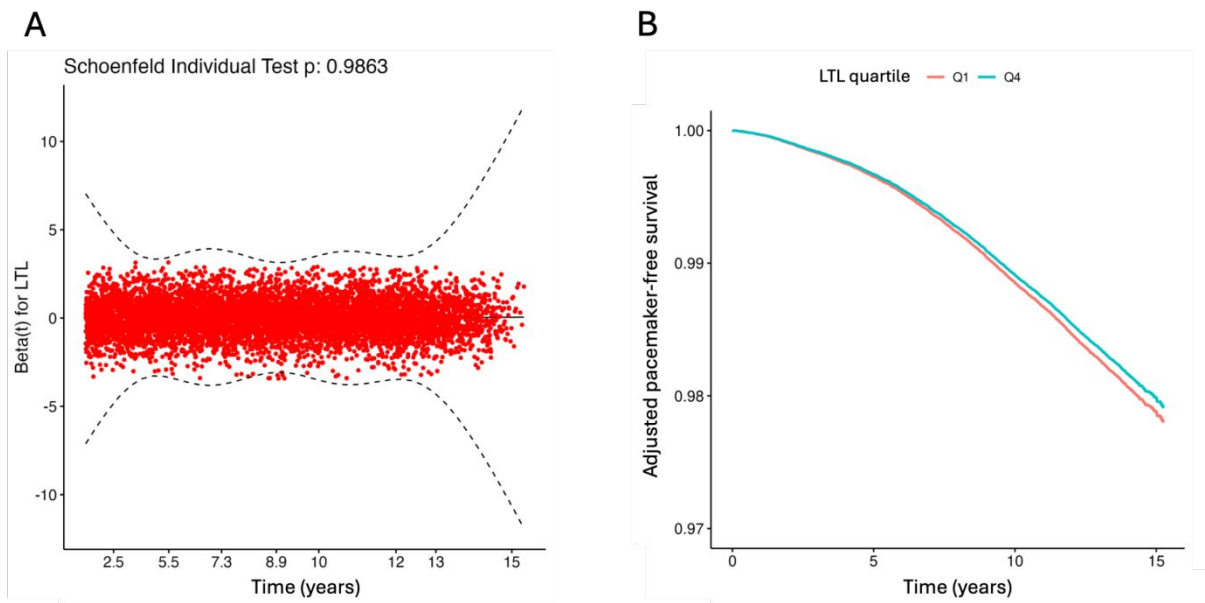 A
Schoenfeld Individual Test p: 0.9863
Beta(t) for LTL
10
5
0
-5
-10
2.5 5.5 7.3 8.9 10 12 13 15
Time (years)
B
LTL quartile Q1 Q4
Adjusted pacemaker-free survival
1.00
0.99
0.98
0.97
0 5 10 15
Time (years)